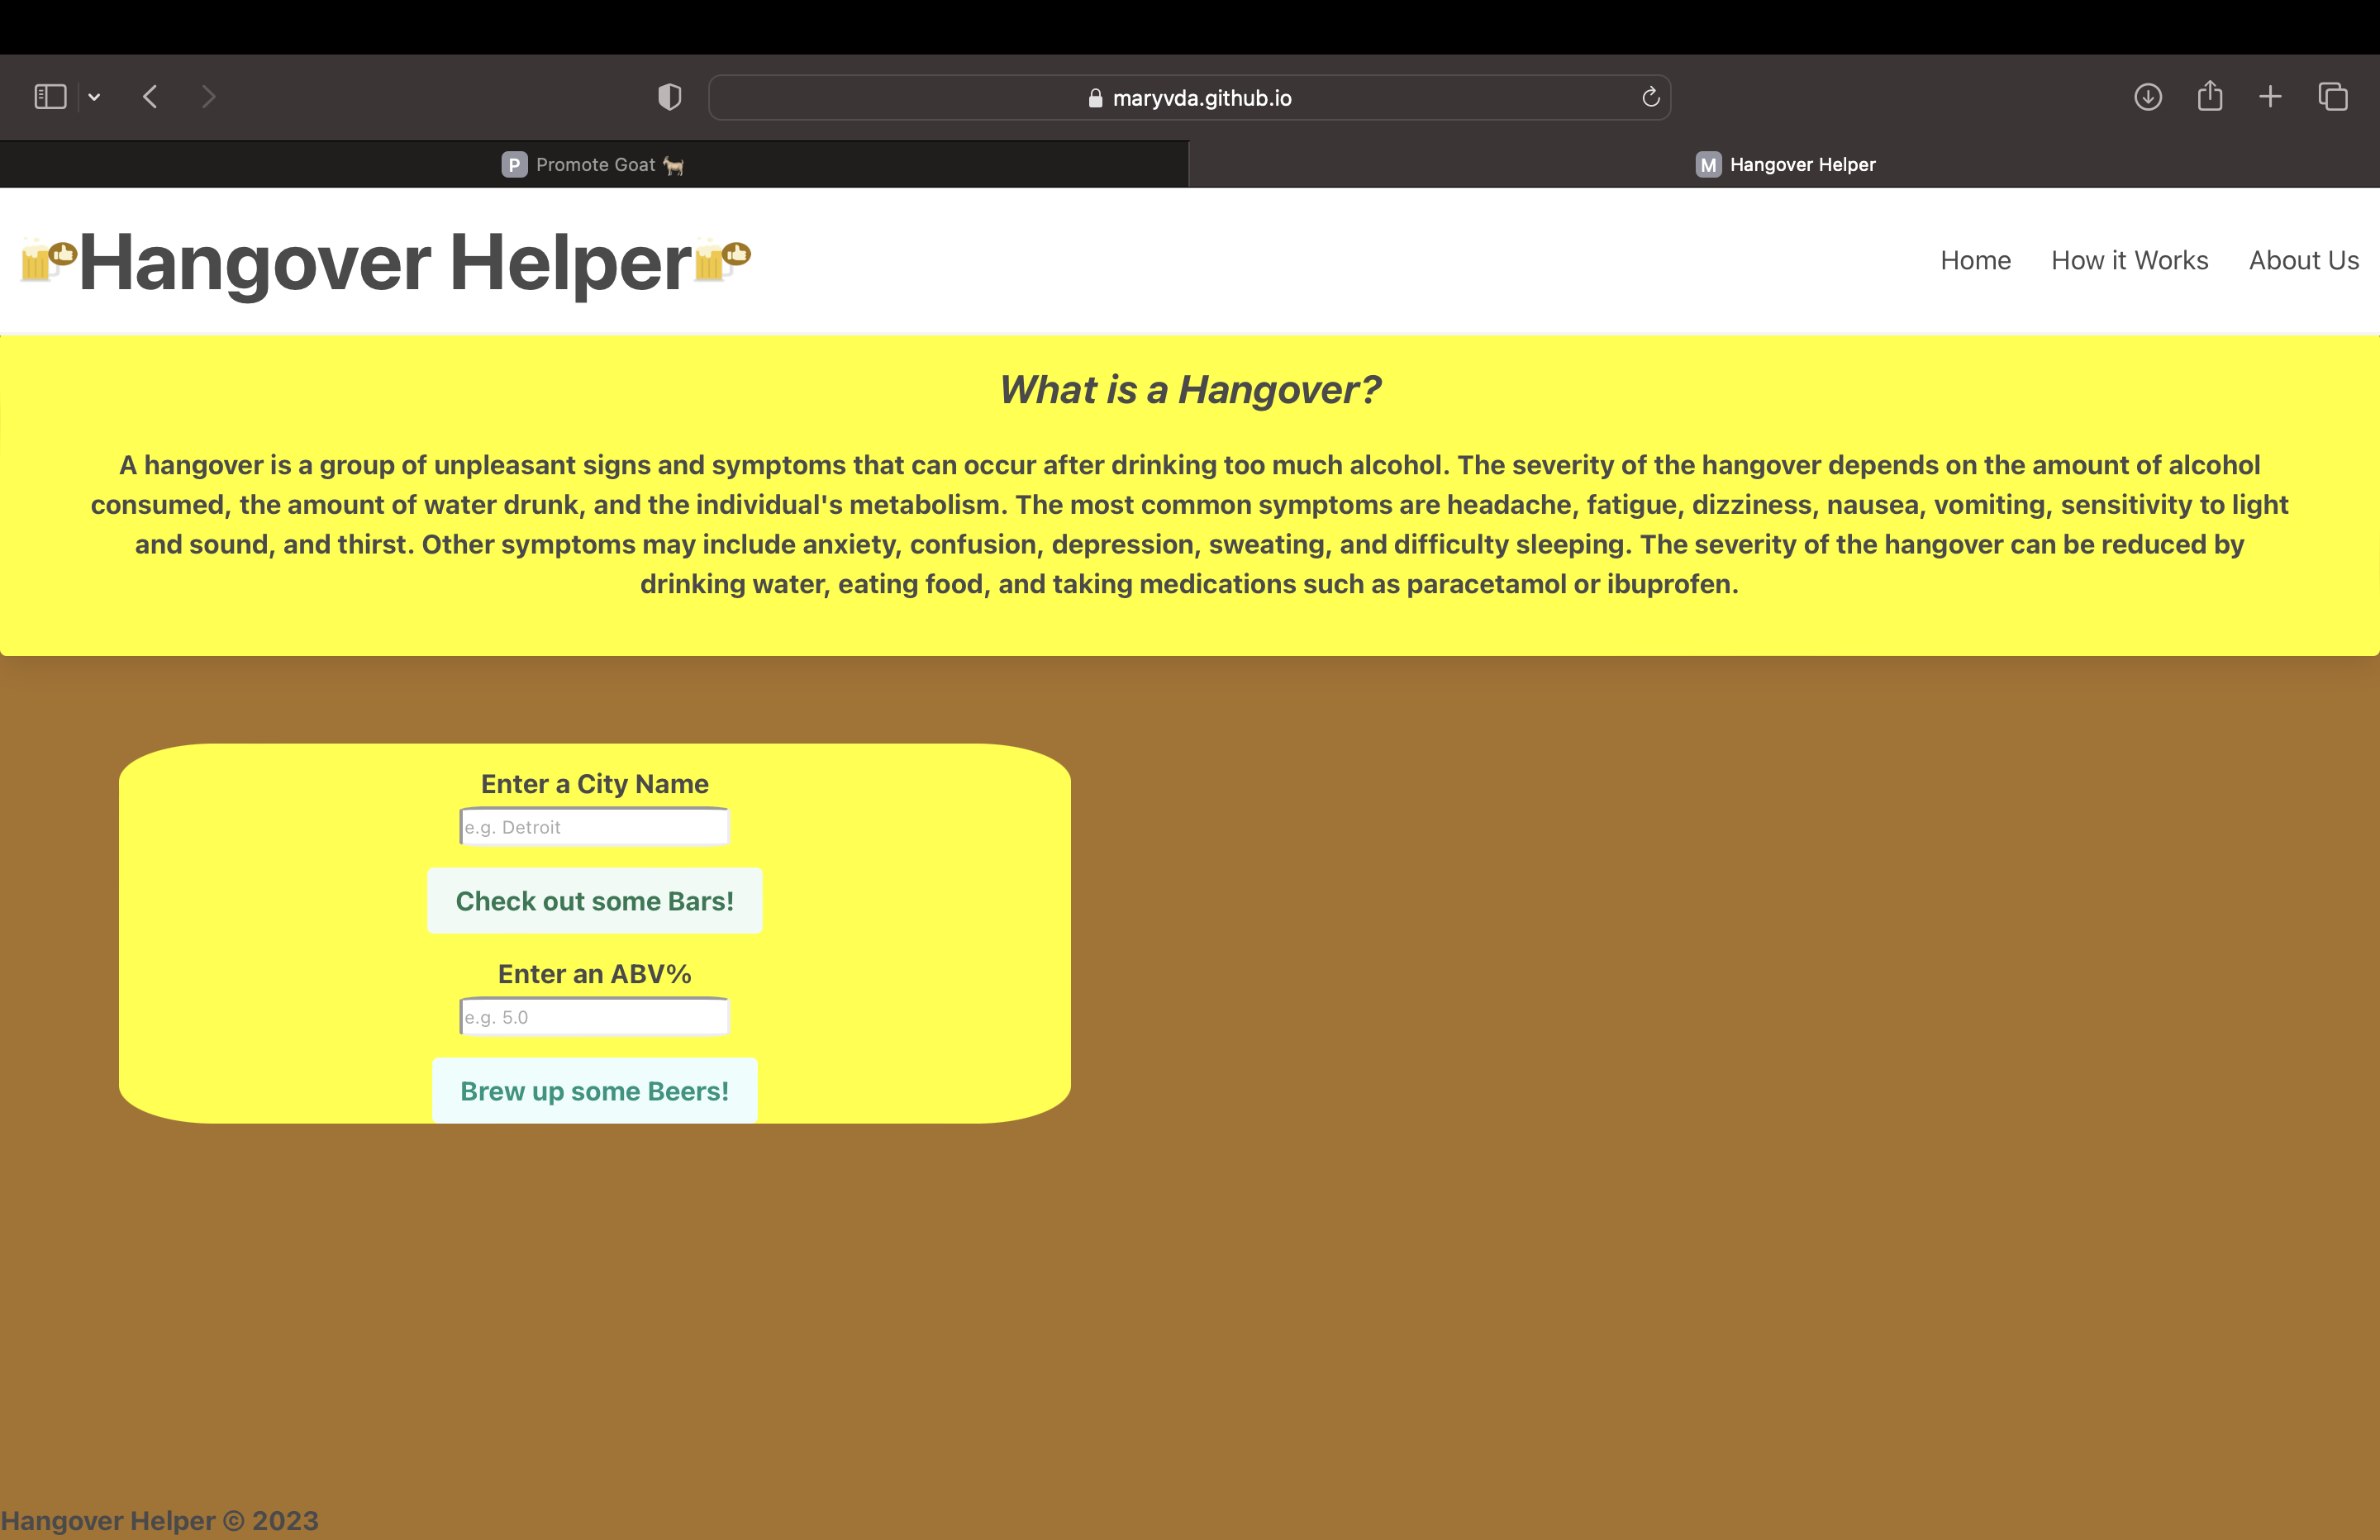 maryvda.github.io
P Promote Goat 🐐
M Hangover Helper
Hangover Helper
Home How it Works About Us
What is a Hangover?
A hangover is a group of unpleasant signs and symptoms that can occur after drinking too much alcohol. The severity of the hangover depends on the amount of alcohol
consumed, the amount of water drunk, and the individual's metabolism. The most common symptoms are headache, fatigue, dizziness, nausea, vomiting, sensitivity to light
and sound, and thirst. Other symptoms may include anxiety, confusion, depression, sweating, and difficulty sleeping. The severity of the hangover can be reduced by
drinking water, eating food, and taking medications such as paracetamol or ibuprofen.
Enter a City Name
e.g. Detroit
Check out some Bars!
Enter an ABV%
e.g. 5.0
Brew up some Beers!
Hangover Helper © 2023